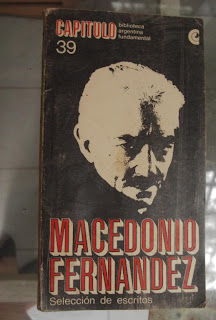 CAPITULO
biblioteca
argentina
fundamental
39
MACEDONIO
FERNANDEZ
Selección de escritos